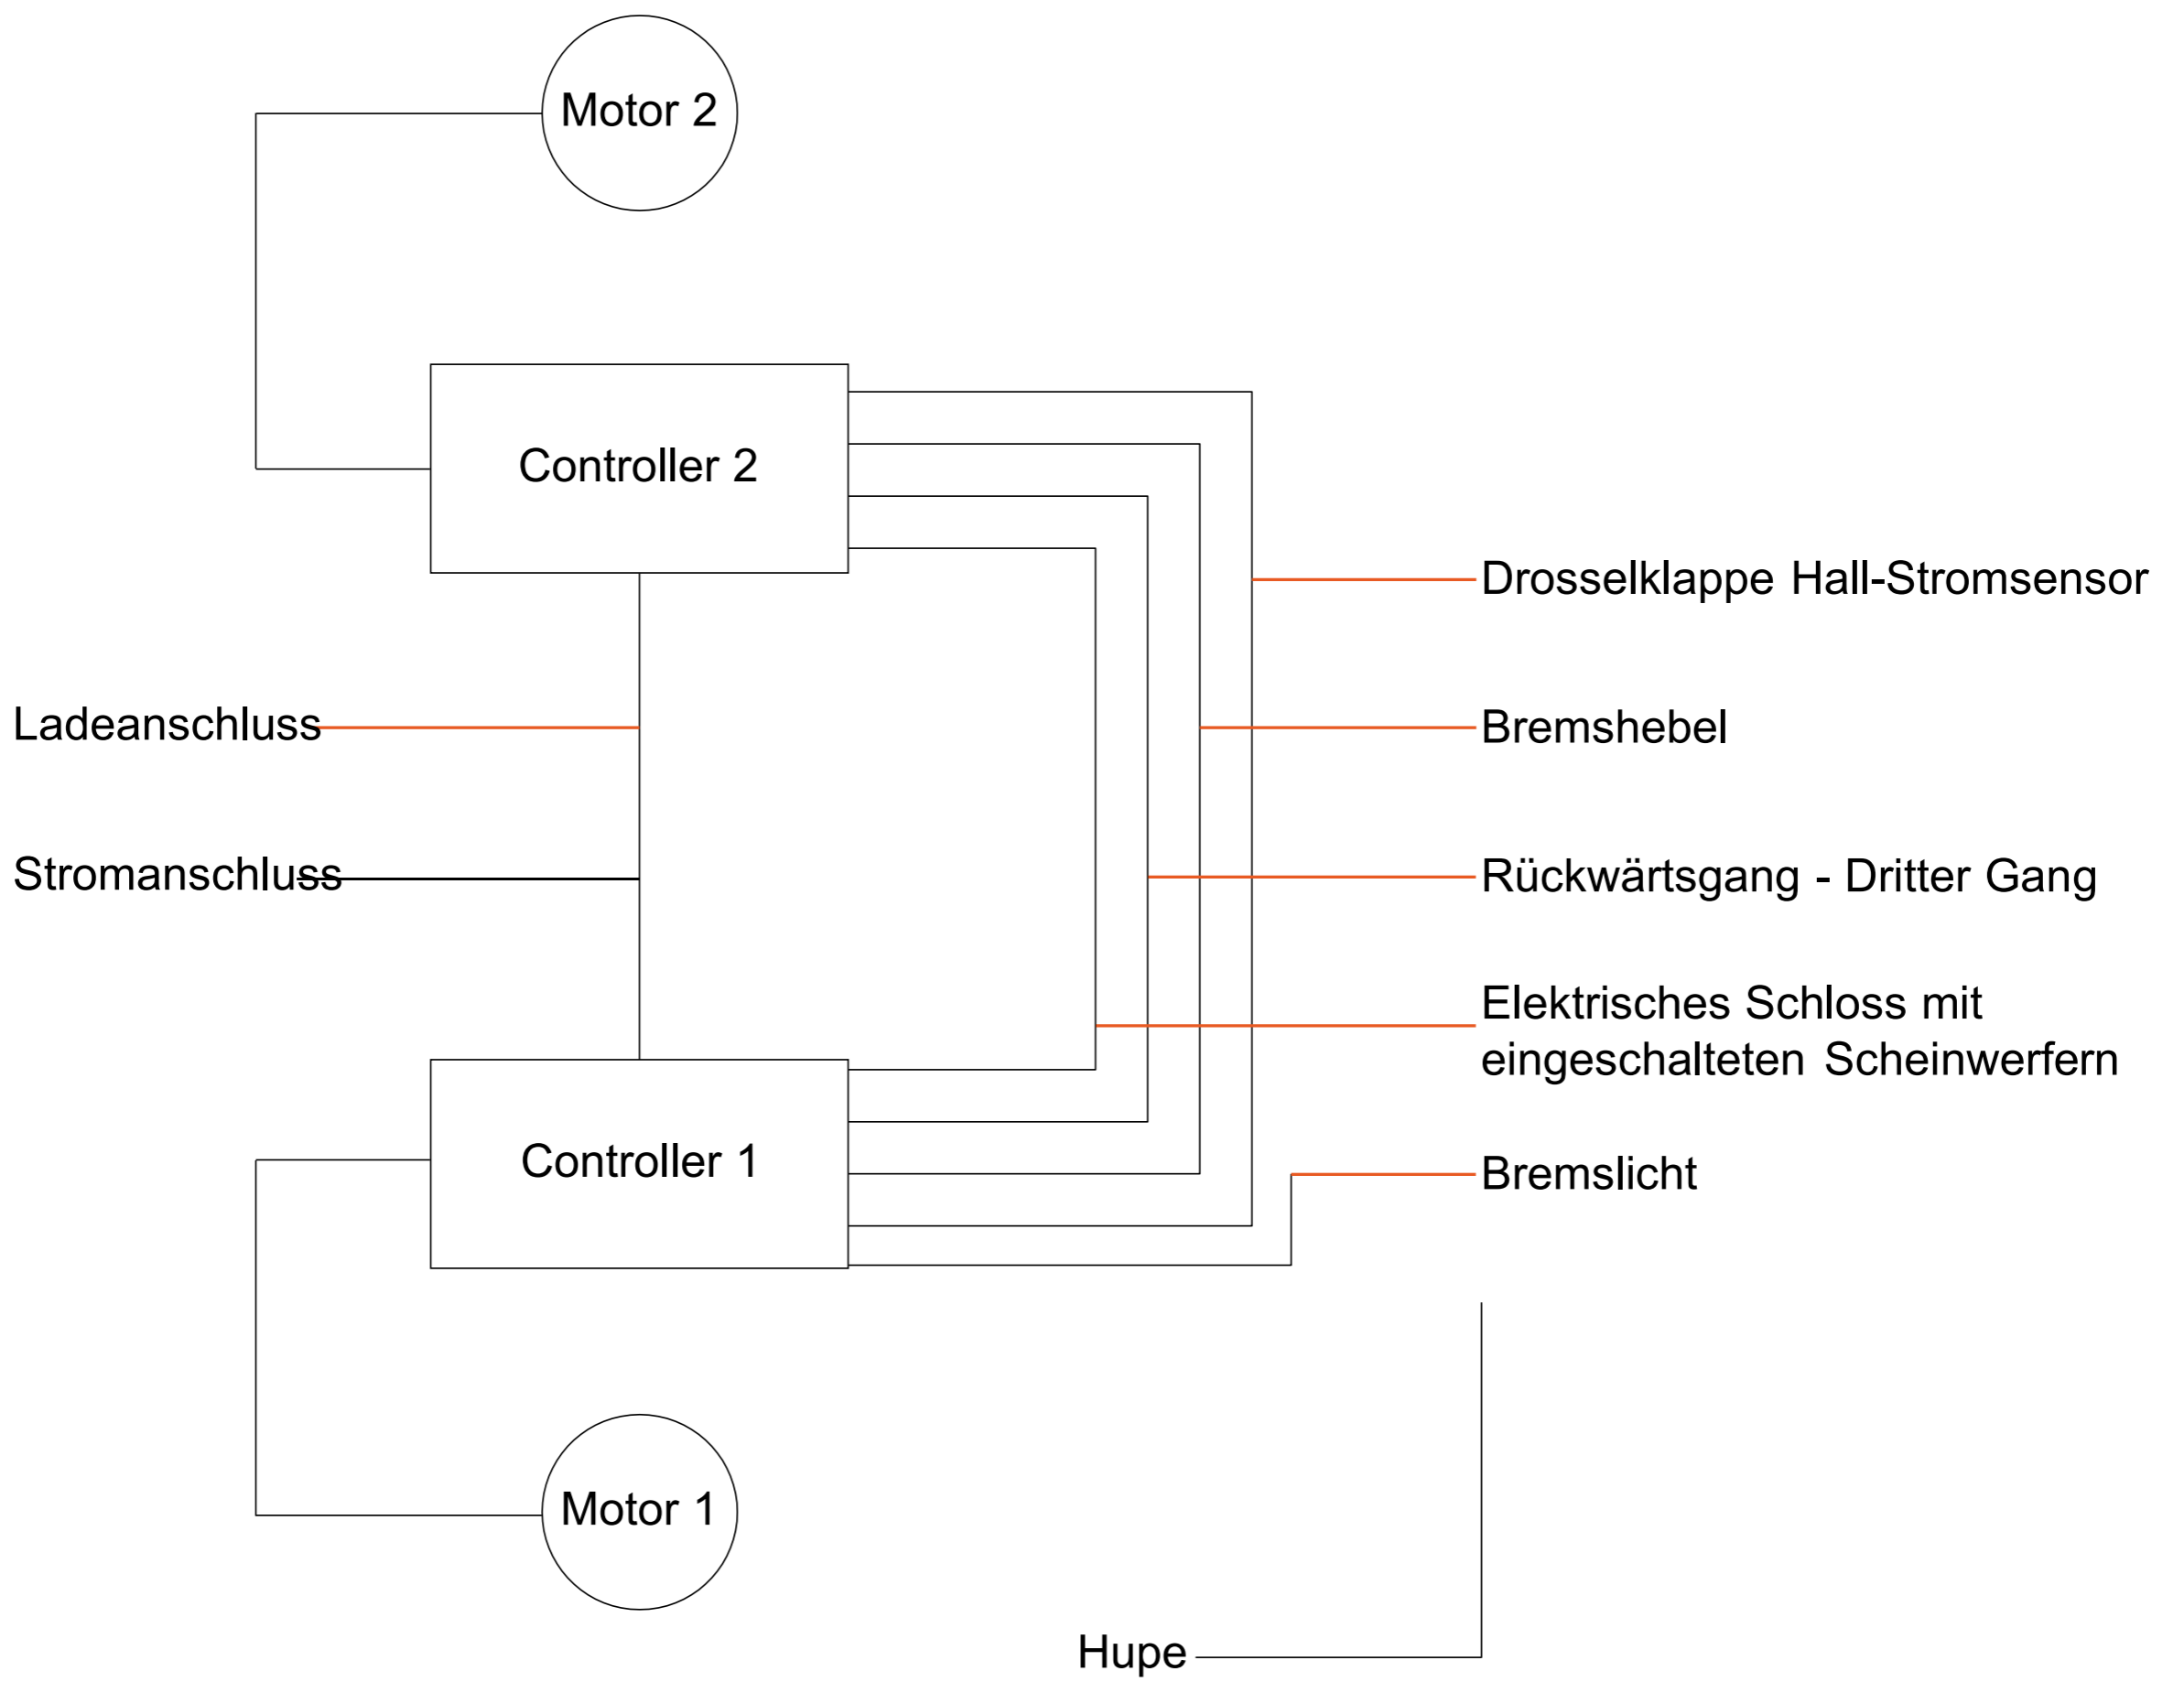 Motor 2
Controller 2
Drosselklappe Hall-Stromsensor
Ladeanschluss
Bremshebel
Stromanschluss
Rückwärtsgang - Dritter Gang
Elektrisches Schloss mit
eingeschalteten Scheinwerfern
Controller 1
Bremslicht
Motor 1
Hupe